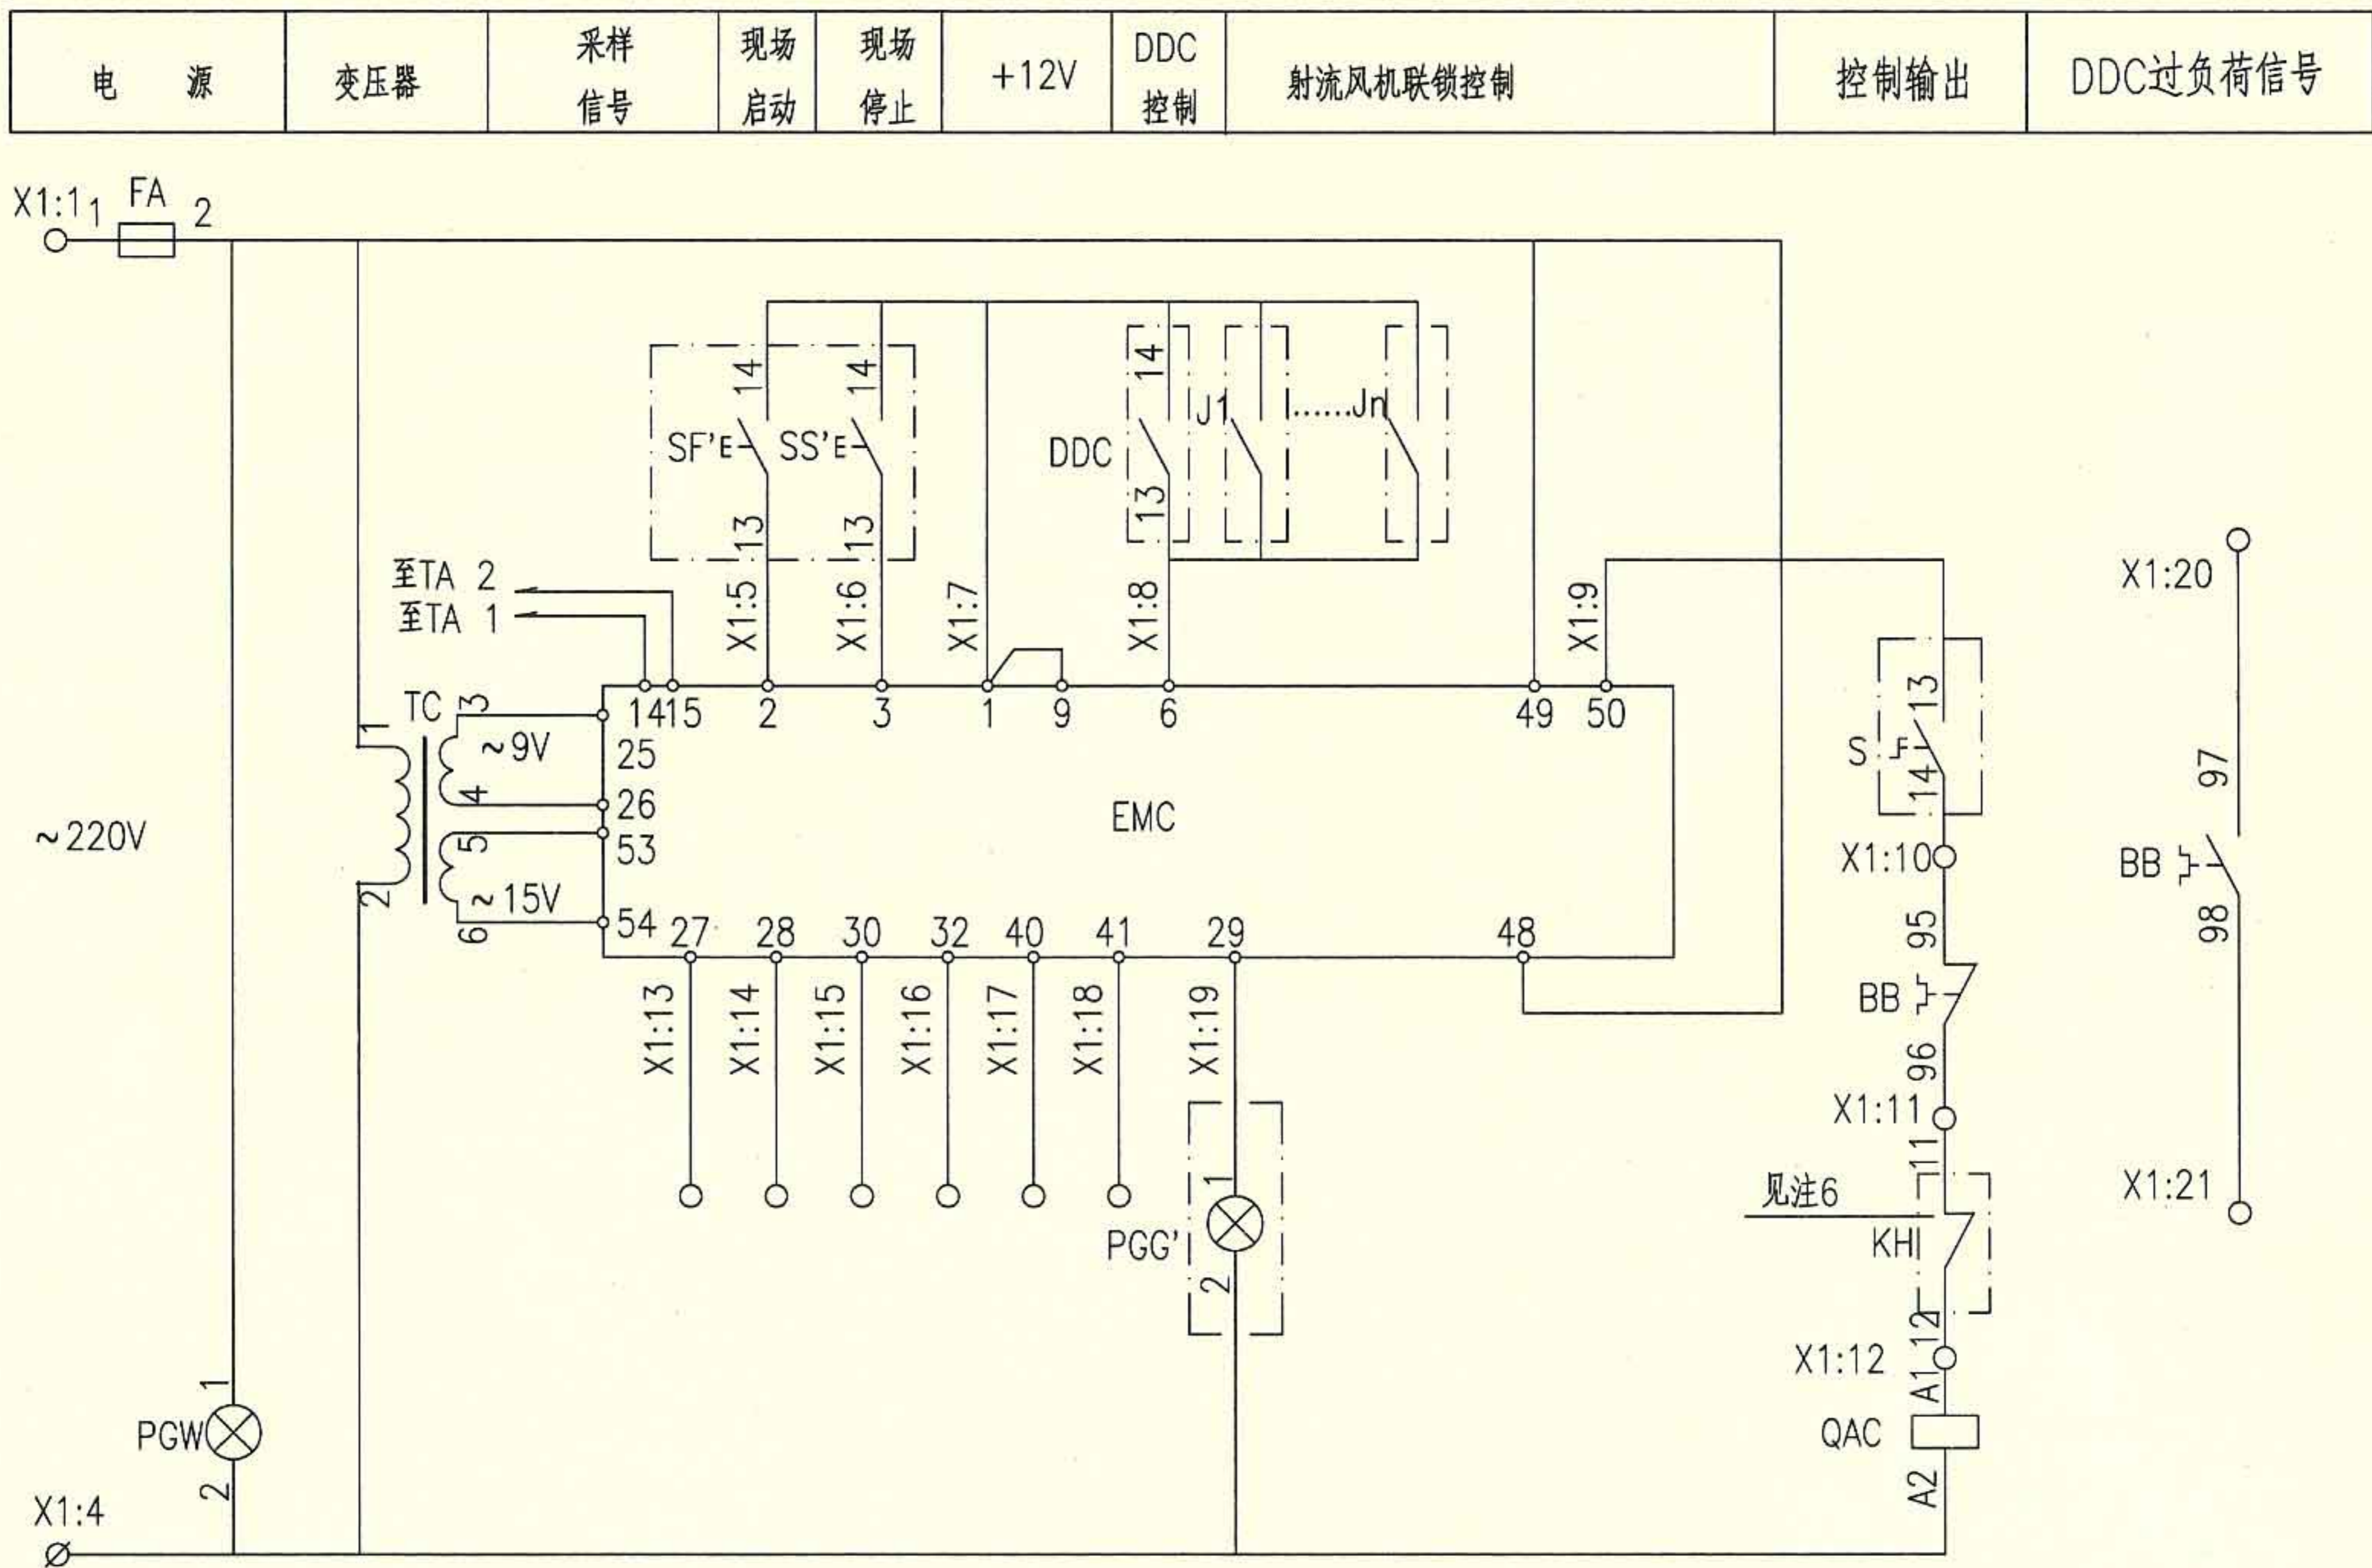 电 源
变压器
采样
信号
现场
启动
现场
停止
+12V
DDC
控制
射流风机联锁控制
控制输出
DDC过负荷信号
X1:1
1
FA
2
14
14
14
J1
......Jn
SF'E
SS'E
DDC
13
13
13
至TA 2
至TA 1
X1:5
X1:6
X1:7
X1:8
X1:9
X1:20
TC
1
3
14
15
2
3
1
9
6
49
50
13
~9V
25
S
14
97
4
26
EMC
~220V
5
53
X1:10
BB
2
~15V
6
54
27
28
30
32
40
41
29
48
95
98
X1:13
X1:14
X1:15
X1:16
X1:17
X1:18
X1:19
BB
96
X1:11
11
1
见注6
X1:21
PGG'
KH
2
12
X1:12
A1
1
PGW
QAC
2
A2
X1:4